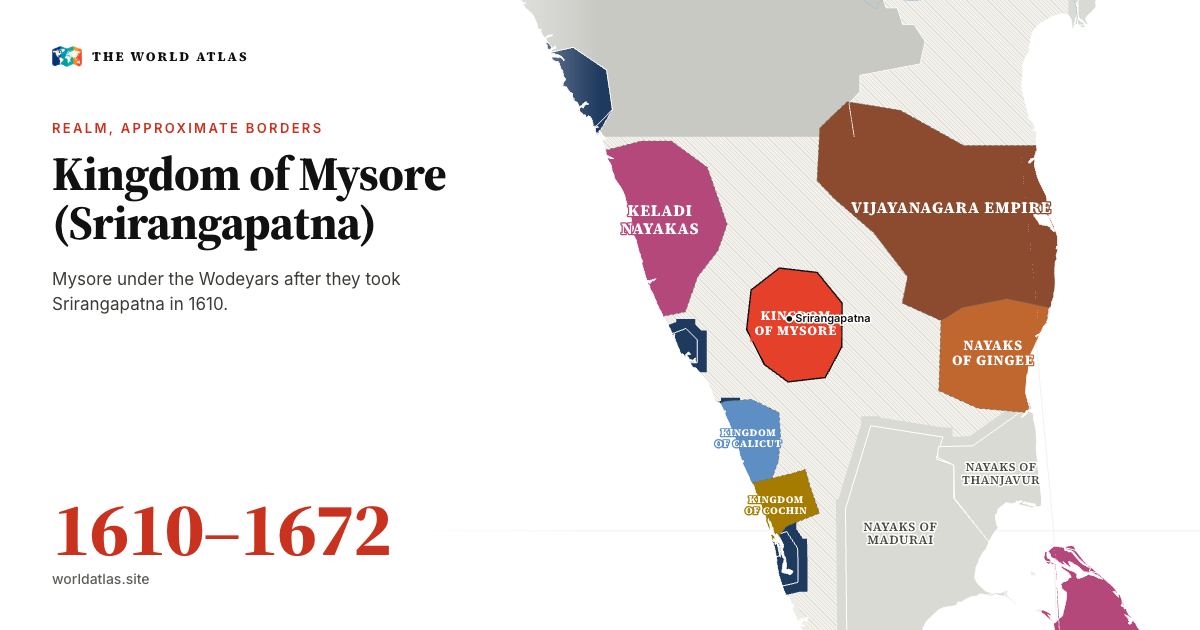 THE WORLD ATLAS
REALM, APPROXIMATE BORDERS
Kingdom of Mysore
(Srirangapatna)
Mysore under the Wodeyars after they took
Srirangapatna in 1610.
1610–1672
worldatlas.site
KELADI
NAYAKAS
VIJAYANAGARA EMPIRE
KINGDOM
OF MYSORE
Srirangapatna
NAYAKS
OF GINGEE
KINGDOM
OF CALICUT
KINGDOM
OF COCHIN
NAYAKS OF
THANJAVUR
NAYAKS OF
MADURAI